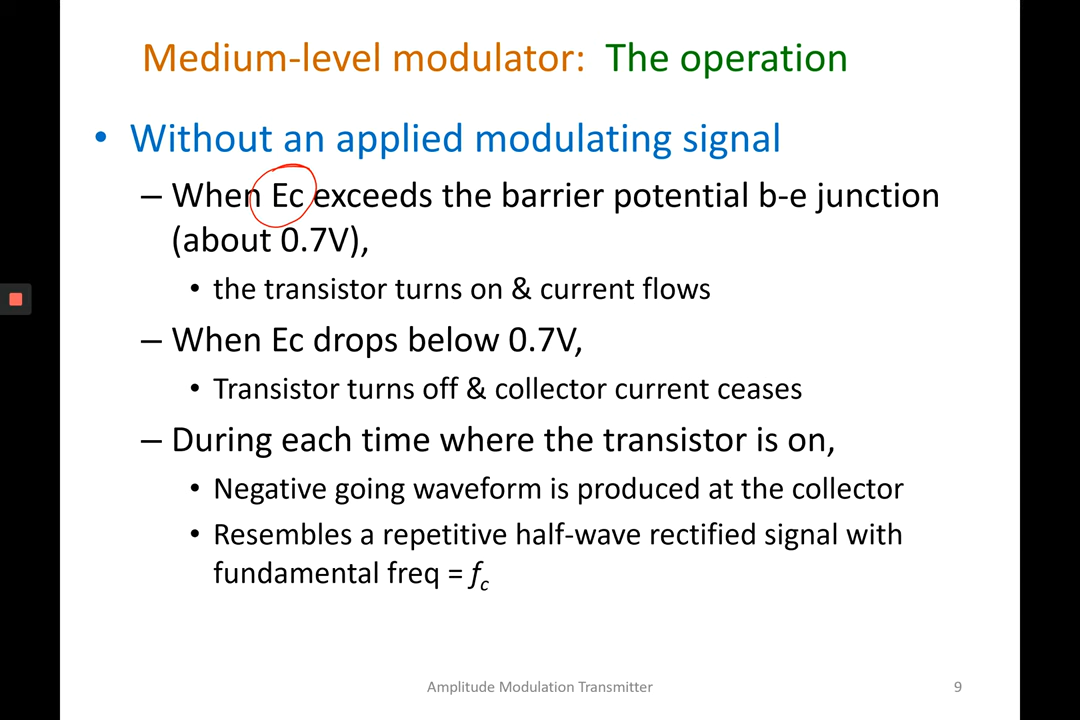 Medium-level modulator: The operation
• Without an applied modulating signal
– When Ec exceeds the barrier potential b-e junction
(about 0.7V),
• the transistor turns on & current flows
– When Ec drops below 0.7V,
• Transistor turns off & collector current ceases
– During each time where the transistor is on,
• Negative going waveform is produced at the collector
• Resembles a repetitive half-wave rectified signal with
fundamental freq = fc
Amplitude Modulation Transmitter 9